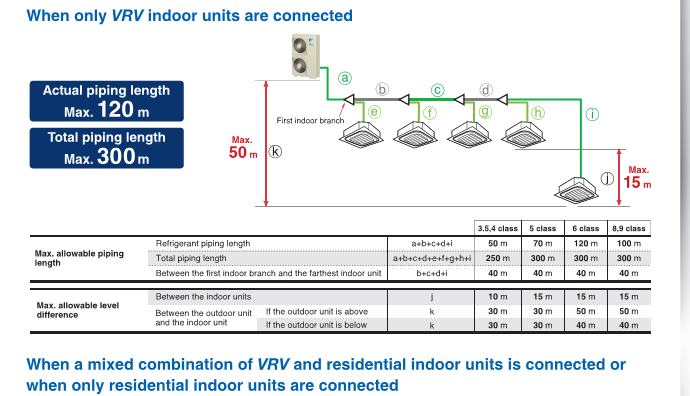 When only VRV indoor units are connected
Actual piping length
Max. 120 m
Total piping length
Max. 300 m
a
b
c
d
First indoor branch
e
f
g
h
i
Max.
50 m
k
j
Max.
15 m
3.5,4 class 5 class 6 class 8,9 class
Max. allowable piping length
Refrigerant piping length a+b+c+d+i 50 m 70 m 120 m 100 m
Total piping length a+b+c+d+e+f+g+h+i 250 m 300 m 300 m 300 m
Between the first indoor branch and the farthest indoor unit b+c+d+i 40 m 40 m 40 m 40 m
Max. allowable level difference
Between the indoor units j 10 m 15 m 15 m 15 m
Between the outdoor unit and the indoor unit
If the outdoor unit is above k 30 m 30 m 50 m 50 m
If the outdoor unit is below k 30 m 30 m 40 m 40 m
When a mixed combination of VRV and residential indoor units is connected or
when only residential indoor units are connected